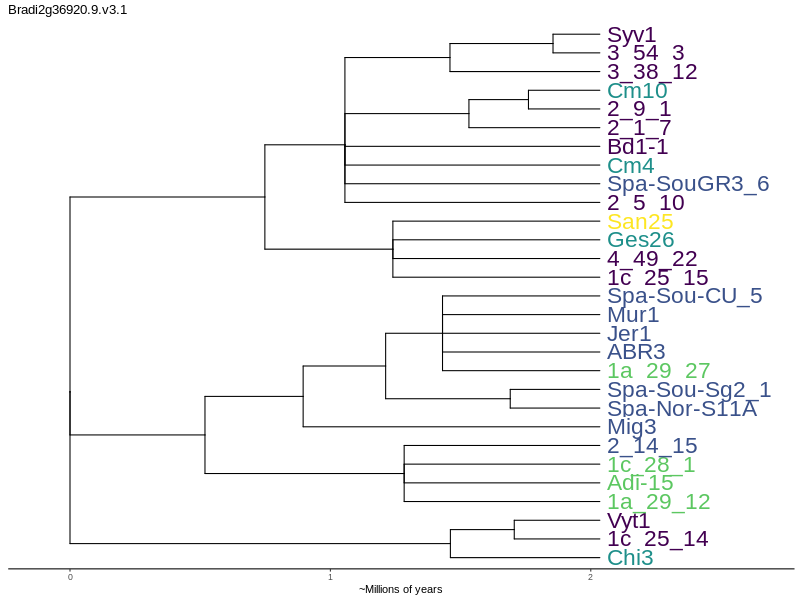 Bradi2g36920.9.v3.1
Syv1
3_54_3
3_38_12
Cm10
2_9_1
2_1_7
Bd1-1
Cm4
Spa-SouGR3_6
2_5_10
San25
Ges26
4_49_22
1c_25_15
Spa-Sou-CU_5
Mur1
Jer1
ABR3
1a_29_27
Spa-Sou-Sg2_1
Spa-Nor-S11A
Mig3
2_14_15
1c_28_1
Adi-15
1a_29_12
Vyt1
1c_25_14
Chi3
0 1 2
~Millions of years